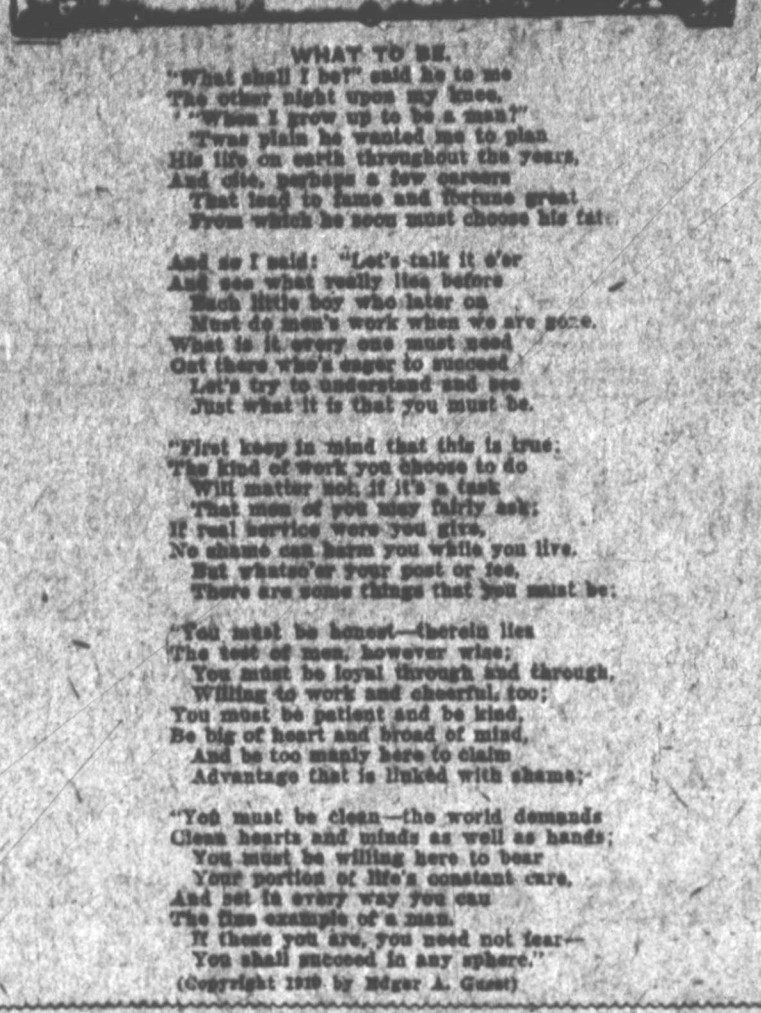 WHAT TO BE.
"What shall I be?" said he to me
The other night upon my knee.
"When I grow up to be a man?"
'Twas plain he wanted me to plan
His life on earth throughout the years,
And cite, perhaps a few careers
That lead to fame and fortune great
From which he soon must choose his fate.
And so I said: "Let's talk it o'er
And see what really lies before
Each little boy who later on
Must do men's work when we are gone.
What is it every one must need
Out there who's eager to succeed
Let's try to understand and see
Just what it is that you must be.
"First keep in mind that this is true:
The kind of work you choose to do
Will matter not if it's a task
That men of you may fairly ask;
If real service were you give,
No shame can harm you while you live.
But whatso'er your post or fee,
There are some things that you must be:
"You must be honest—therein lies
The test of men, however wise;
You must be loyal through and through,
Willing to work and cheerful, too;
You must be patient and be kind,
Be big of heart and broad of mind,
And be too manly here to claim
Advantage that is linked with shame;
"You must be clean—the world demands
Clean hearts and minds as well as hands;
You must be willing here to bear
Your portion of life's constant care,
And set in every way you can
The fine example of a man.
If these you are, you need not fear—
You shall succeed in any sphere."
(Copyright 1919 by Edgar A. Guest)